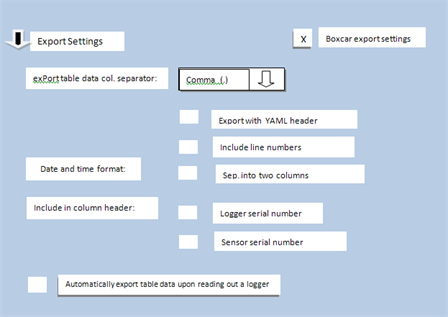 Export Settings
X
Boxcar export settings
exPort table data col. separator:
Comma (,)
Export with YAML header
Include line numbers
Date and time format:
Sep. into two columns
Include in column header:
Logger serial number
Sensor serial number
Automatically export table data upon reading out a logger